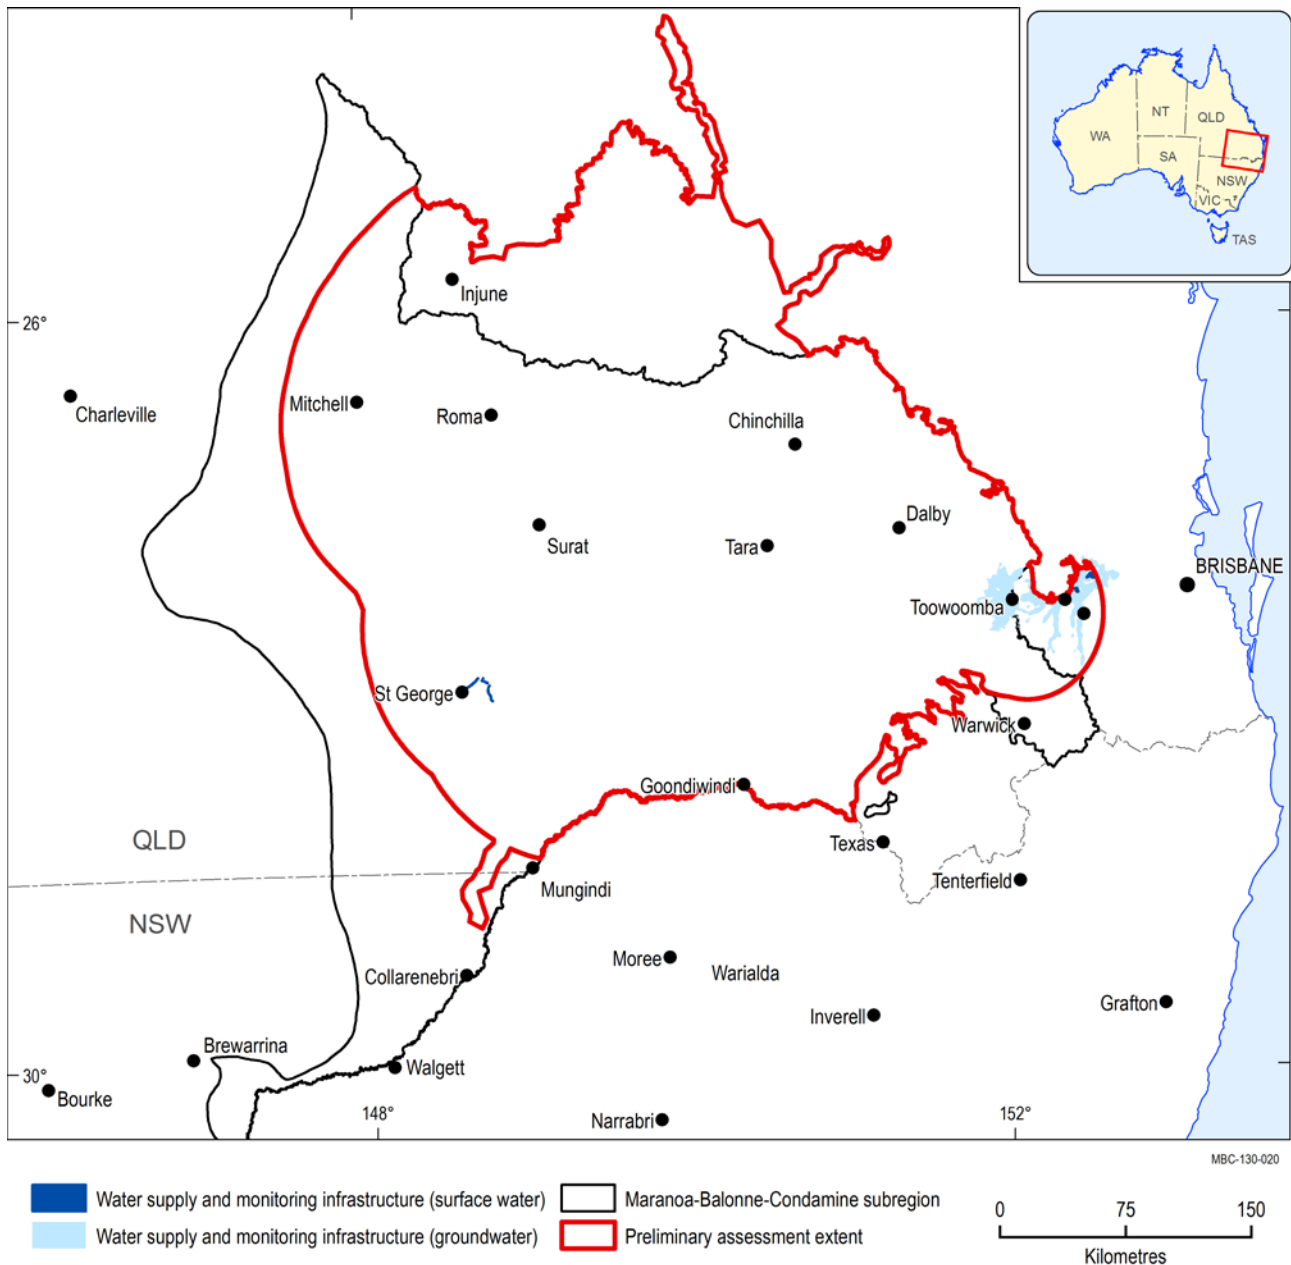 NT
QLD
WA
SA
NSW
VIC
TAS
Injune
26°
Charleville
Mitchell
Roma
Chinchilla
Surat
Tara
Dalby
BRISBANE
Toowoomba
St George
Warwick
Goondiwindi
QLD
Texas
Mungindi
Tenterfield
NSW
Moree
Warialda
Collarenebri
Inverell
Grafton
Brewarrina
Walgett
30°
Bourke
148°
152°
Narrabri
MBC-130-020
Water supply and monitoring infrastructure (surface water)
Maranoa-Balonne-Condamine subregion
Water supply and monitoring infrastructure (groundwater)
Preliminary assessment extent
0 75 150
Kilometres